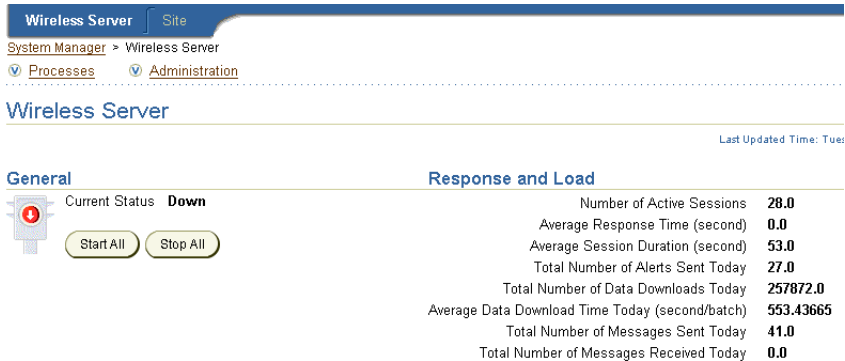 Wireless Server Site
System Manager > Wireless Server
Processes Administration
Wireless Server
Last Updated Time: Tues
General
Current Status Down
Start All Stop All
Response and Load
Number of Active Sessions 28.0
Average Response Time (second) 0.0
Average Session Duration (second) 53.0
Total Number of Alerts Sent Today 27.0
Total Number of Data Downloads Today 257872.0
Average Data Download Time Today (second/batch) 553.43665
Total Number of Messages Sent Today 41.0
Total Number of Messages Received Today 0.0